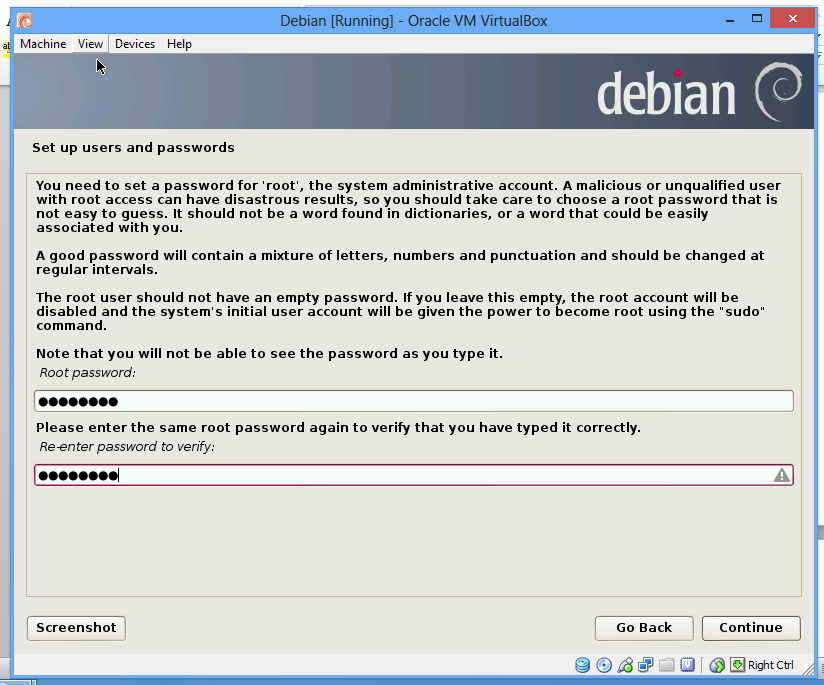 Debian [Running] - Oracle VM VirtualBox
Machine View Devices Help
debian
Set up users and passwords
You need to set a password for 'root', the system administrative account. A malicious or unqualified user
with root access can have disastrous results, so you should take care to choose a root password that is
not easy to guess. It should not be a word found in dictionaries, or a word that could be easily
associated with you.
A good password will contain a mixture of letters, numbers and punctuation and should be changed at
regular intervals.
The root user should not have an empty password. If you leave this empty, the root account will be
disabled and the system's initial user account will be given the power to become root using the "sudo"
command.
Note that you will not be able to see the password as you type it.
Root password:
●●●●●●●●
Please enter the same root password again to verify that you have typed it correctly.
Re-enter password to verify:
●●●●●●●●
Screenshot Go Back Continue
Right Ctrl